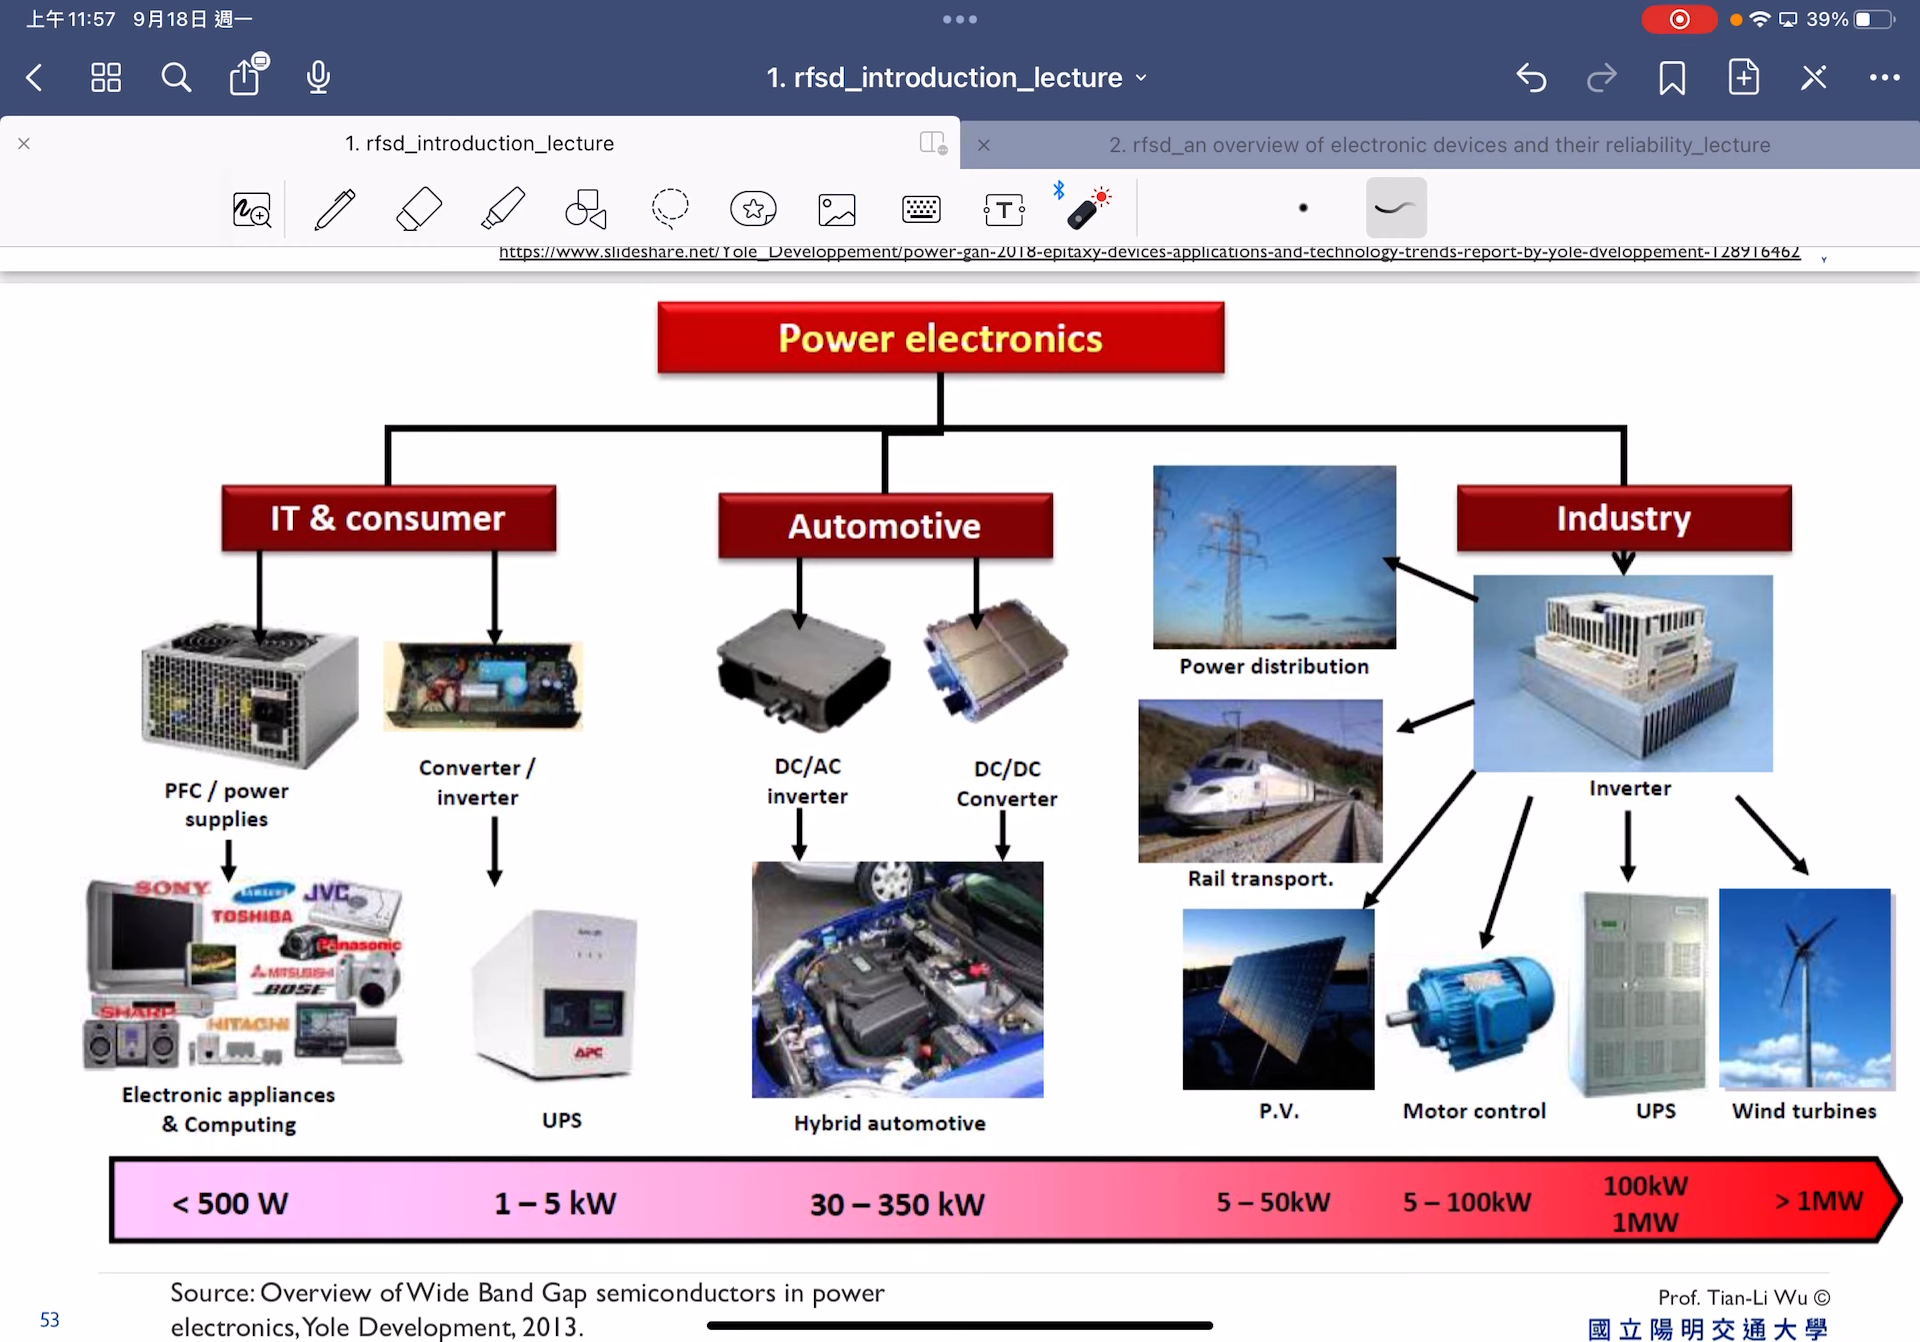 上午11:57 9月18日 週一
39%
1. rfsd_introduction_lecture
1. rfsd_introduction_lecture
2. rfsd_an overview of electronic devices and their reliability_lecture
https://www.slideshare.net/Yole_Developpement/power-gan-2018-epitaxy-devices-applications-and-technology-trends-report-by-yole-dveloppement-128916462
Power electronics
IT & consumer
Automotive
Industry
Power distribution
Converter /
inverter
DC/AC
inverter
DC/DC
Converter
PFC / power
supplies
Inverter
Rail transport.
SONY
SAMSUNG
JVC
TOSHIBA
Panasonic
MITSUBISHI
BOSE
SHARP
HITACHI
APC
Electronic appliances
& Computing
UPS
Hybrid automotive
P.V.
Motor control
UPS
Wind turbines
< 500 W
1 – 5 kW
30 – 350 kW
5 – 50kW
5 – 100kW
100kW
1MW
> 1MW
Source: Overview of Wide Band Gap semiconductors in power
electronics, Yole Development, 2013.
53
Prof. Tian-Li Wu ©
國立陽明交通大學